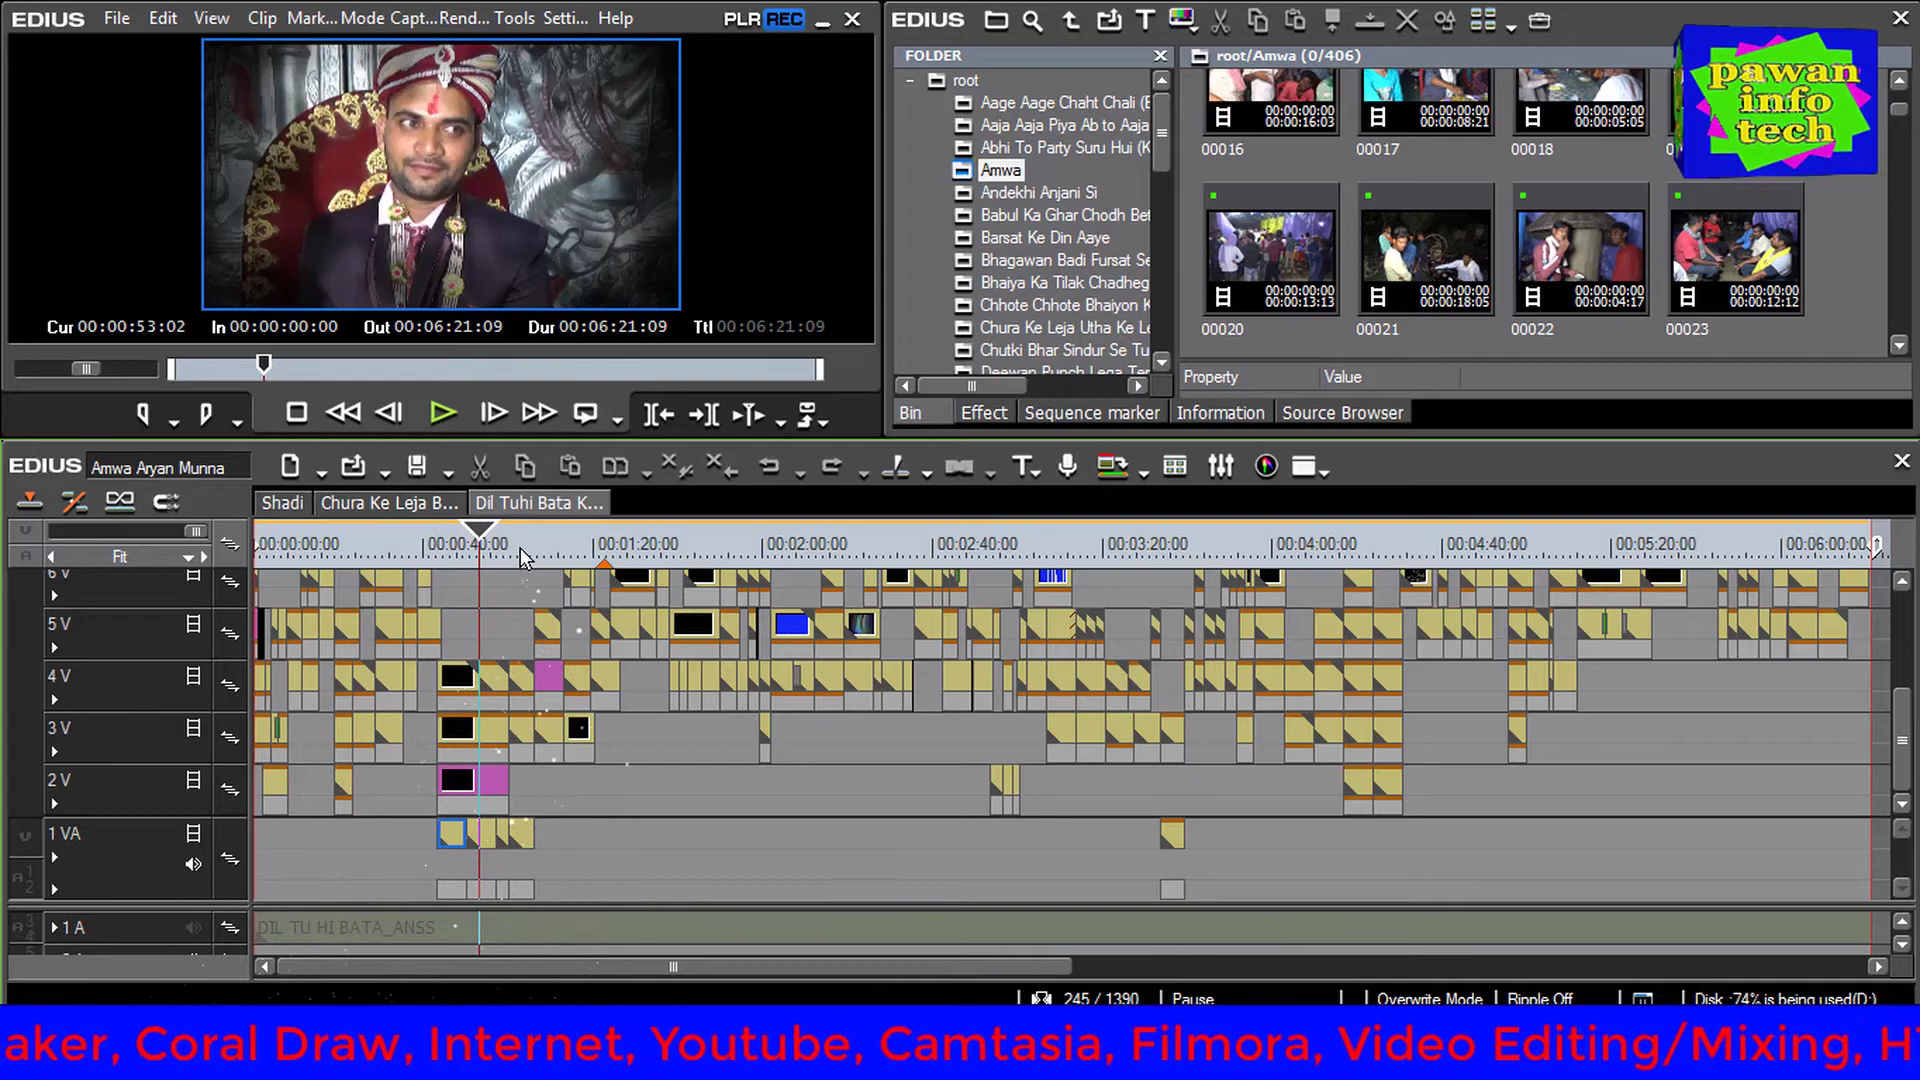 EDIUS File Edit View Clip Mark... Mode Capt... Rend... Tools Setti... Help PLR REC
Cur 00:00:53:02 In 00:00:00:00 Out 00:06:21:09 Dur 00:06:21:09 Ttl 00:06:21:09
EDIUS T
FOLDER
root
Aage Aage Chaht Chali (E
Aaja Aaja Piya Ab to Aaja
Abhi To Party Suru Hui (K
Amwa
Andekhi Anjani Si
Babul Ka Ghar Chodh Bet
Barsat Ke Din Aaye
Bhagawan Badi Fursat Se
Bhaiya Ka Tilak Chadheg
Chhote Chhote Bhaiyon K
Chura Ke Leja Utha Ke Le
Chutki Bhar Sindur Se Tu
Deewan Punch Lega Ter
root/Amwa (0/406)
00:00:00:00 00:00:00:00 00:00:00:00
00:00:16:03 00:00:08:21 00:00:05:05
00016 00017 00018
00:00:00:00 00:00:00:00 00:00:00:00 00:00:00:00
00:00:13:13 00:00:18:05 00:00:04:17 00:00:12:12
00020 00021 00022 00023
pawan
info
tech
Property Value
Bin Effect Sequence marker Information Source Browser
EDIUS Amwa Aryan Munna
Shadi Chura Ke Leja B... Dil Tuhi Bata K...
00:00:00:00 00:00:40:00 00:01:20:00 00:02:00:00 00:02:40:00 00:03:20:00 00:04:00:00 00:04:40:00 00:05:20:00 00:06:00:00
Fit
6 V
5 V
4 V
3 V
2 V
1 VA
1 A
DIL TU HI BATA_ANSS
245 / 1390 Pause Overwrite Mode Ripple Off Disk :74% is being used(D:)
aker, Coral Draw, Internet, Youtube, Camtasia, Filmora, Video Editing/Mixing, H